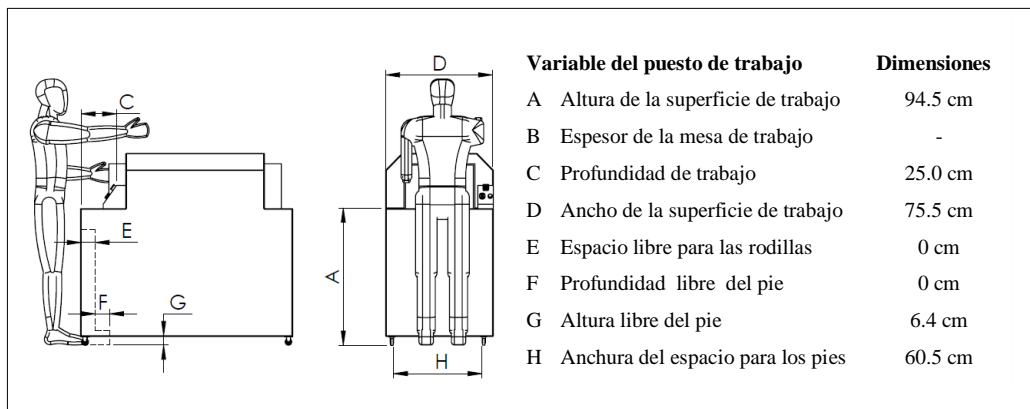 C
E
F
G
D
A
H
Variable del puesto de trabajo Dimensiones
A Altura de la superficie de trabajo 94.5 cm
B Espesor de la mesa de trabajo -
C Profundidad de trabajo 25.0 cm
D Ancho de la superficie de trabajo 75.5 cm
E Espacio libre para las rodillas 0 cm
F Profundidad libre del pie 0 cm
G Altura libre del pie 6.4 cm
H Anchura del espacio para los pies 60.5 cm